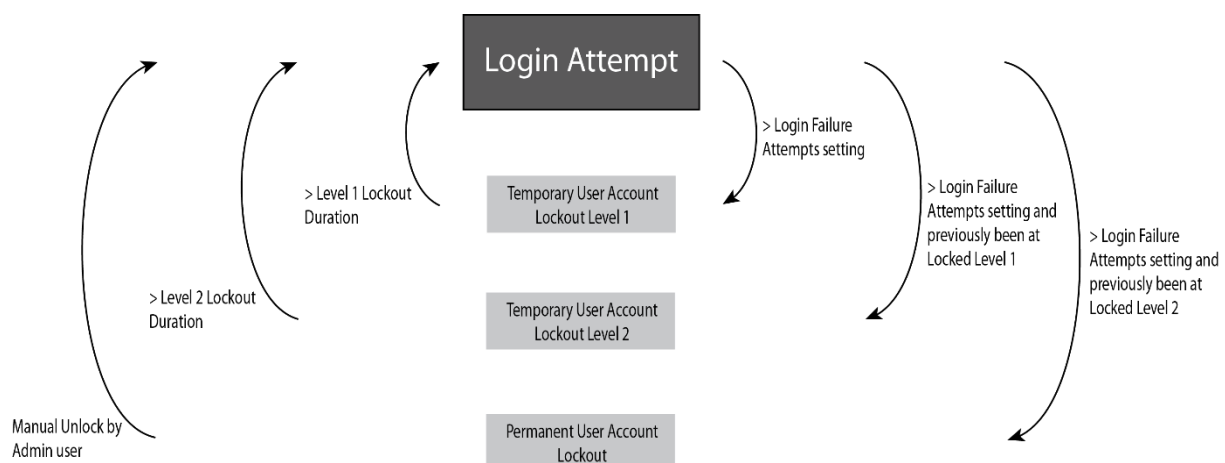 Login Attempt
> Login Failure
Attempts setting
> Level 1 Lockout
Duration
Temporary User Account
Lockout Level 1
> Login Failure
Attempts setting and
previously been at
Locked Level 1
> Login Failure
Attempts setting and
previously been at
Locked Level 2
> Level 2 Lockout
Duration
Temporary User Account
Lockout Level 2
Manual Unlock by
Admin user
Permanent User Account
Lockout